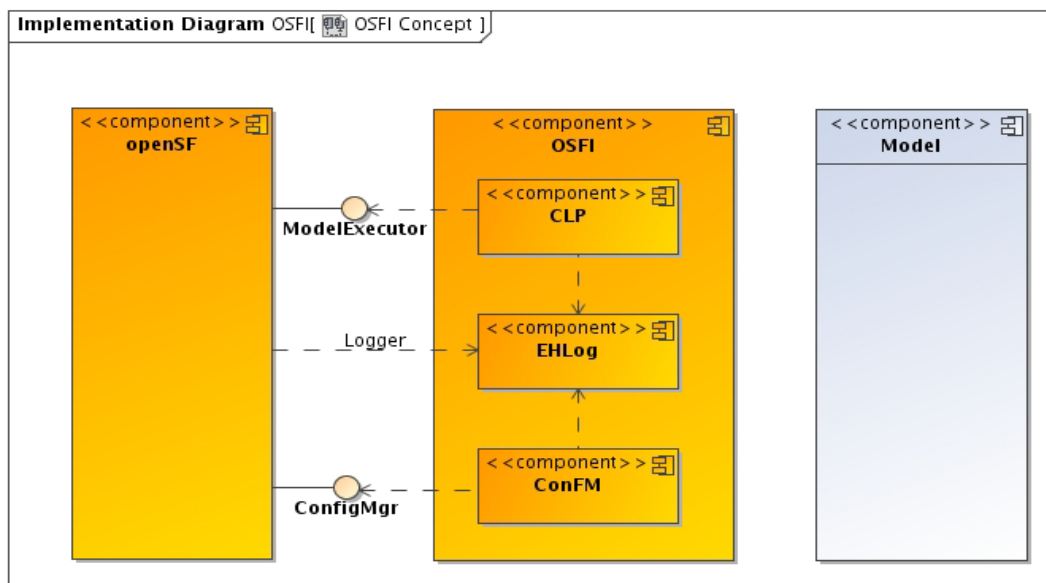 Implementation Diagram OSFI[ OSFI Concept ]
<<component>>
openSF
<<component>>
OSFI
<<component>>
Model
<<component>>
CLP
ModelExecutor
<<component>>
EHLog
Logger
<<component>>
ConFM
ConfigMgr